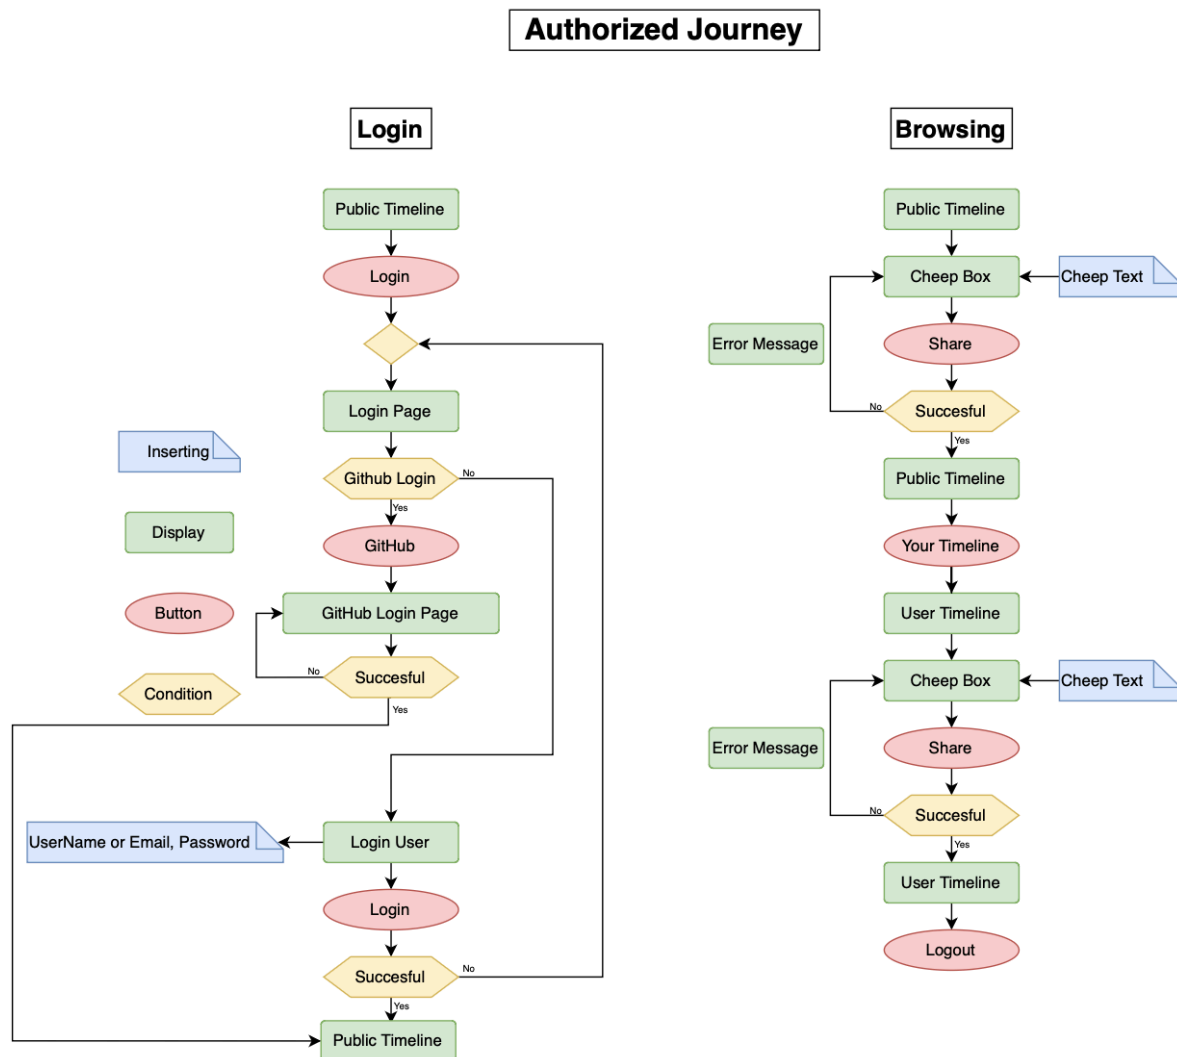 Authorized Journey
Login
Public Timeline
Login
Login Page
Github Login
No
Yes
GitHub
GitHub Login Page
Succesful
No
Yes
Login User
UserName or Email, Password
Login
Succesful
No
Yes
Public Timeline
Inserting
Display
Button
Condition
Browsing
Public Timeline
Cheep Box
Cheep Text
Share
Error Message
Succesful
No
Yes
Public Timeline
Your Timeline
User Timeline
Cheep Box
Cheep Text
Share
Error Message
Succesful
No
Yes
User Timeline
Logout